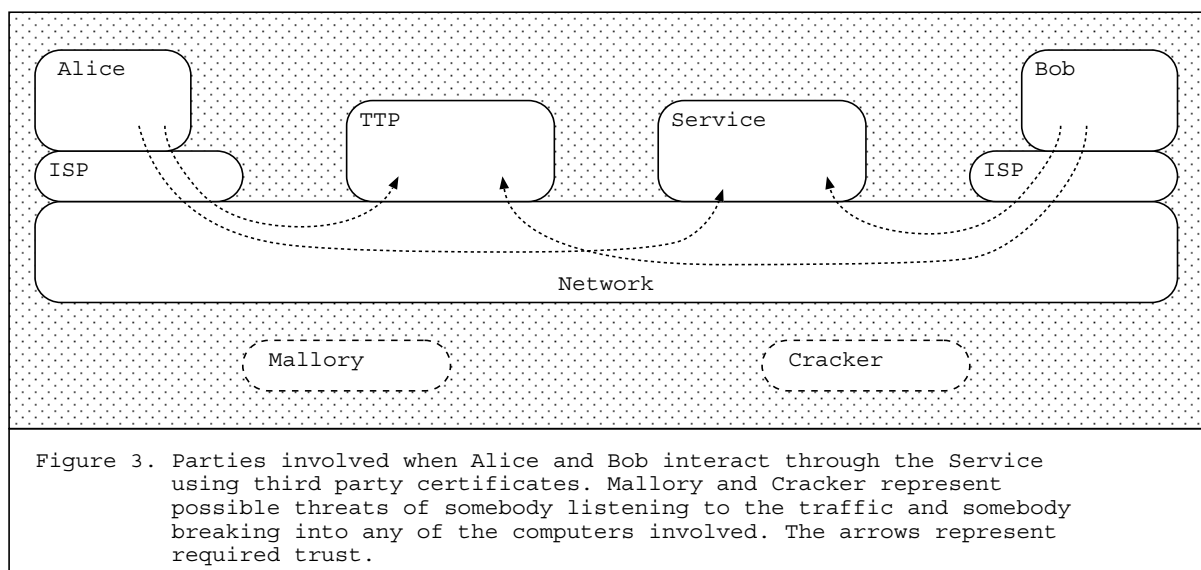 Alice
Bob
TTP
Service
ISP
ISP
Network
Mallory
Cracker
Figure 3. Parties involved when Alice and Bob interact through the Service
using third party certificates. Mallory and Cracker represent
possible threats of somebody listening to the traffic and somebody
breaking into any of the computers involved. The arrows represent
required trust.